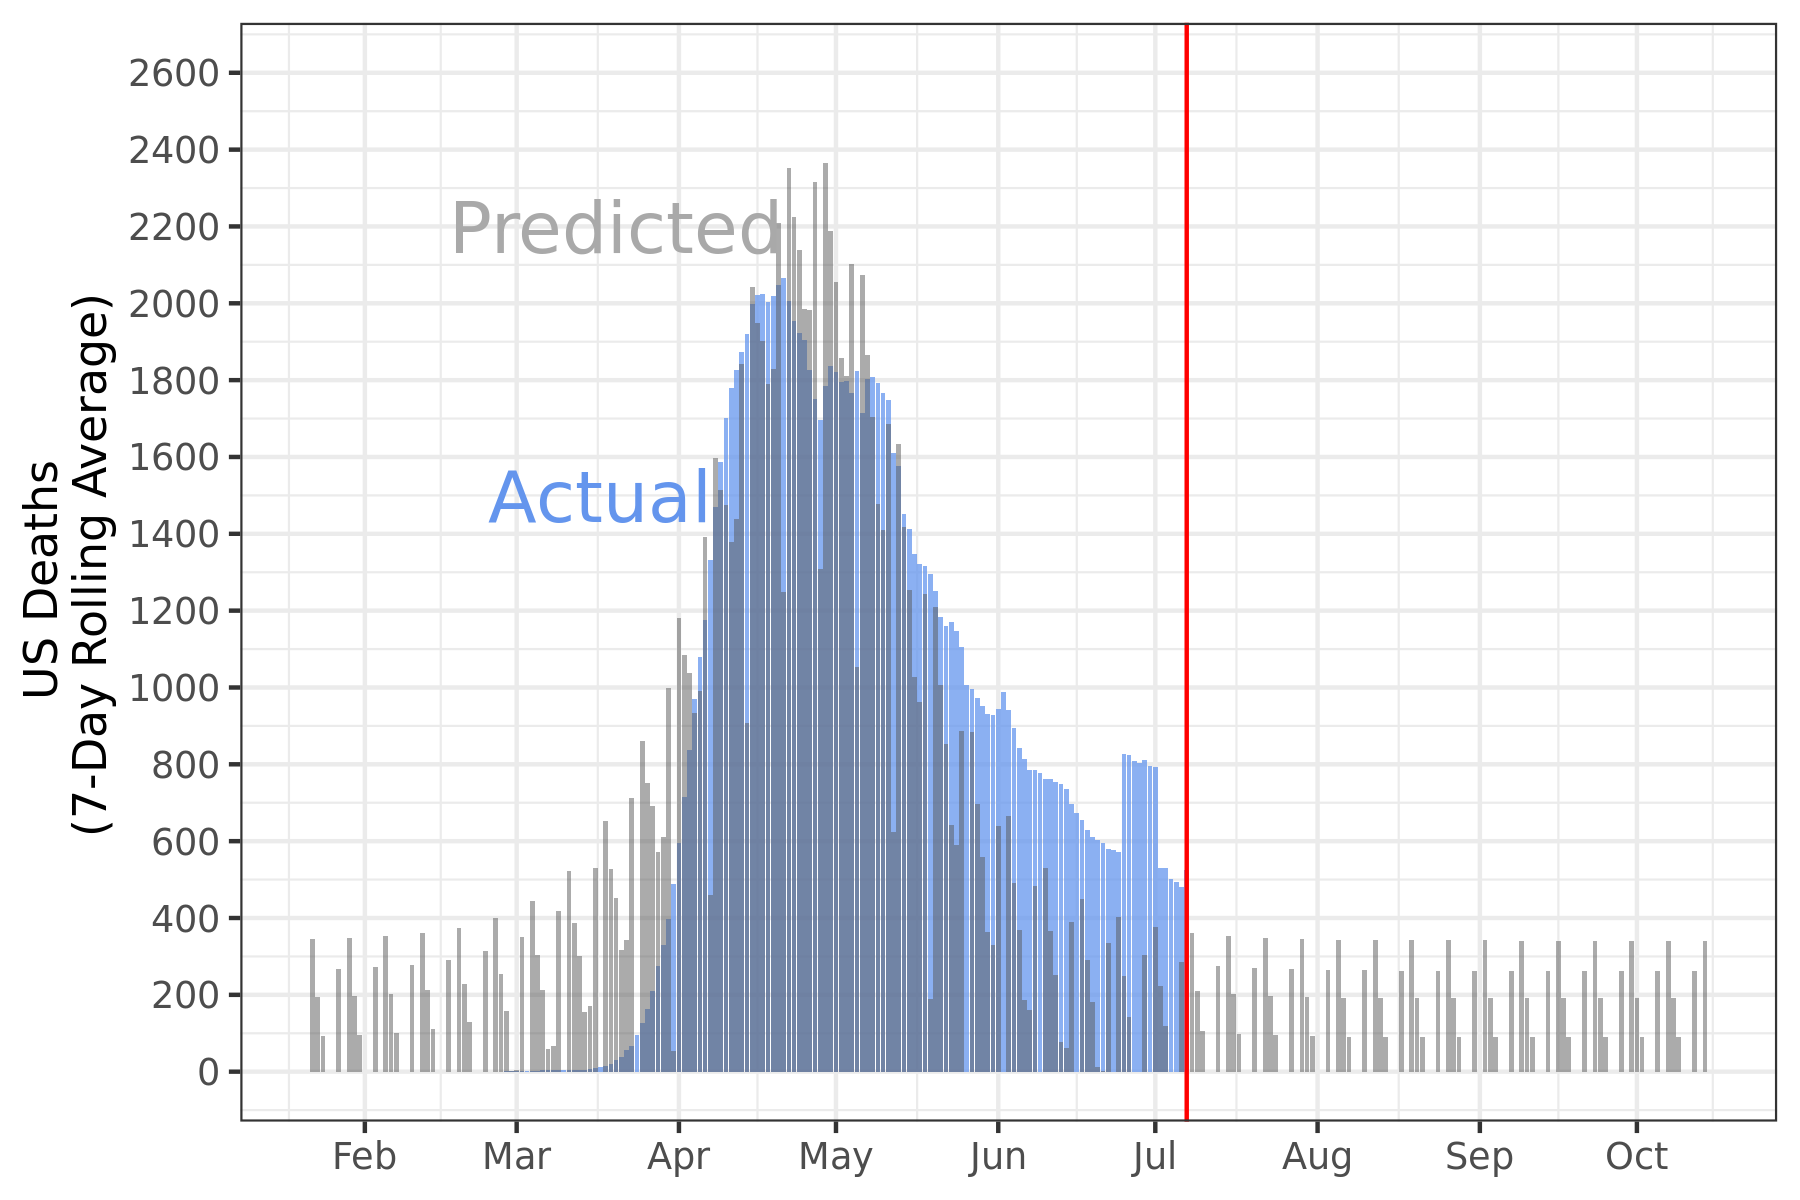 US Deaths
(7-Day Rolling Average)
2600
2400
2200
2000
1800
1600
1400
1200
1000
800
600
400
200
0
Predicted
Actual
Feb Mar Apr May Jun Jul Aug Sep Oct